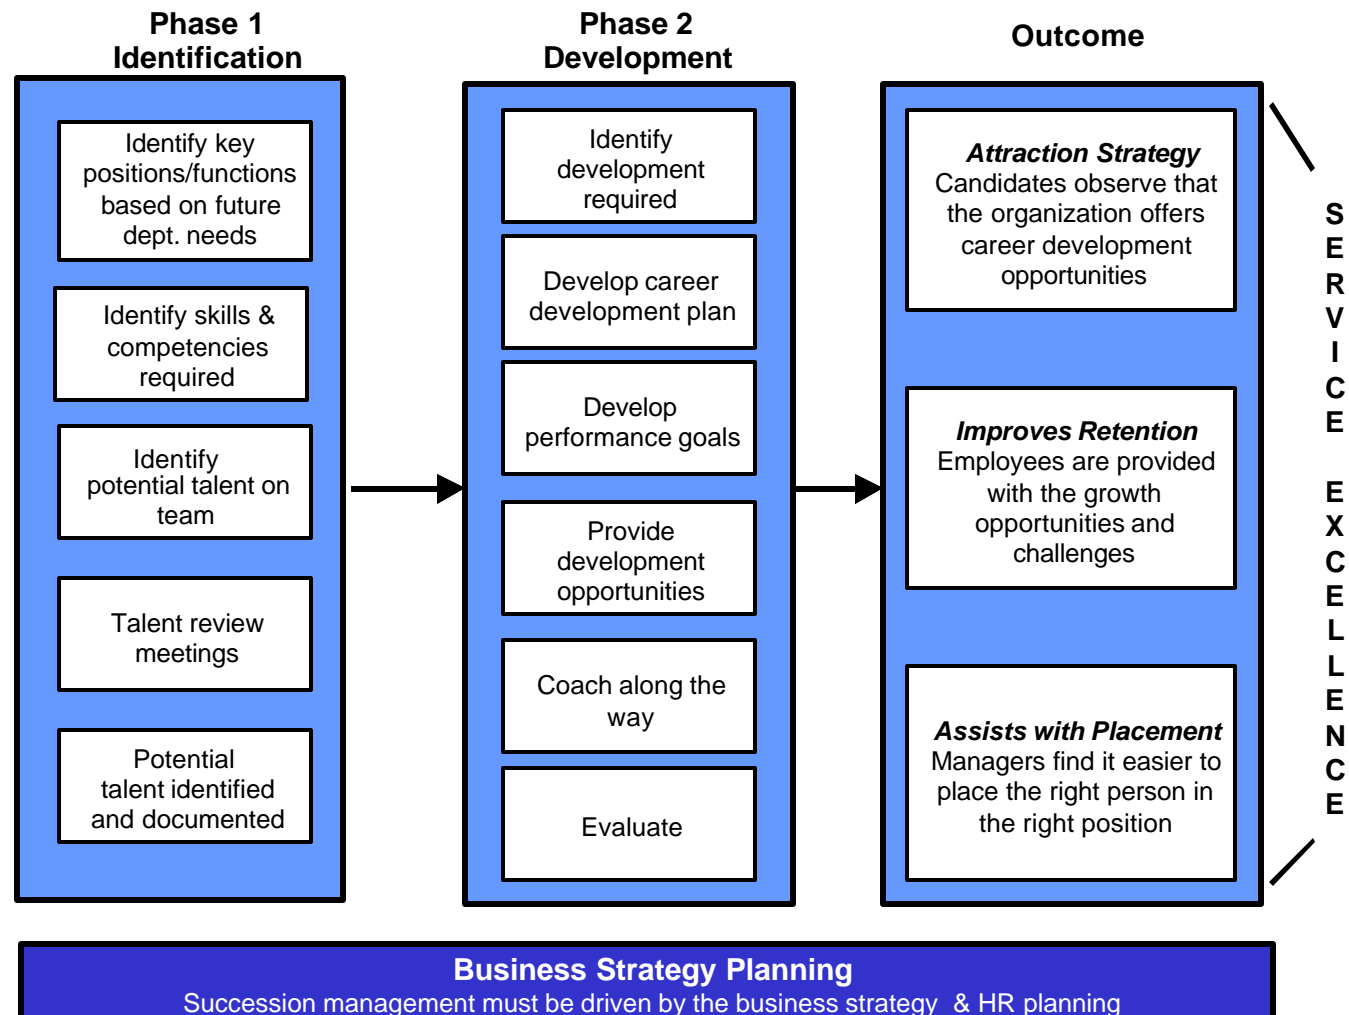 Phase 1
Identification
Identify key
positions/functions
based on future
dept. needs
Identify skills &
competencies
required
Identify
potential talent on
team
Talent review
meetings
Potential
talent identified
and documented
Phase 2
Development
Identify
development
required
Develop career
development plan
Develop
performance goals
Provide
development
opportunities
Coach along the
way
Evaluate
Outcome
Attraction Strategy
Candidates observe that
the organization offers
career development
opportunities
Improves Retention
Employees are provided
with the growth
opportunities and
challenges
Assists with Placement
Managers find it easier to
place the right person in
the right position
SERVICE EXCELLENCE
Business Strategy Planning
Succession management must be driven by the business strategy & HR planning